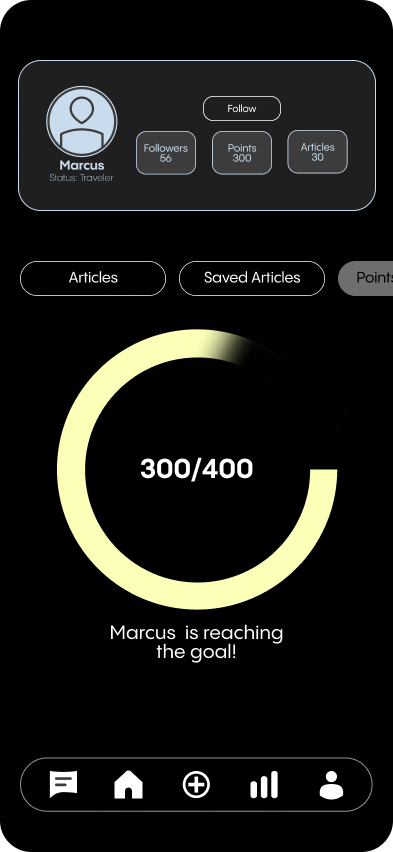 Follow
Followers
56
Points
300
Articles
30
Marcus
Status: Traveler
Articles
Saved Articles
Points
300/400
Marcus is reaching
the goal!